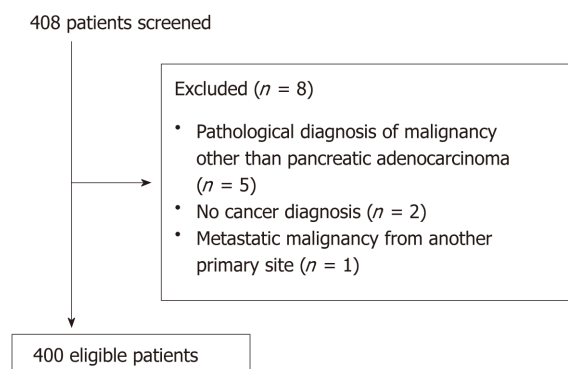 408 patients screened
Excluded (n = 8)
• Pathological diagnosis of malignancy
other than pancreatic adenocarcinoma
(n = 5)
• No cancer diagnosis (n = 2)
• Metastatic malignancy from another
primary site (n = 1)
400 eligible patients